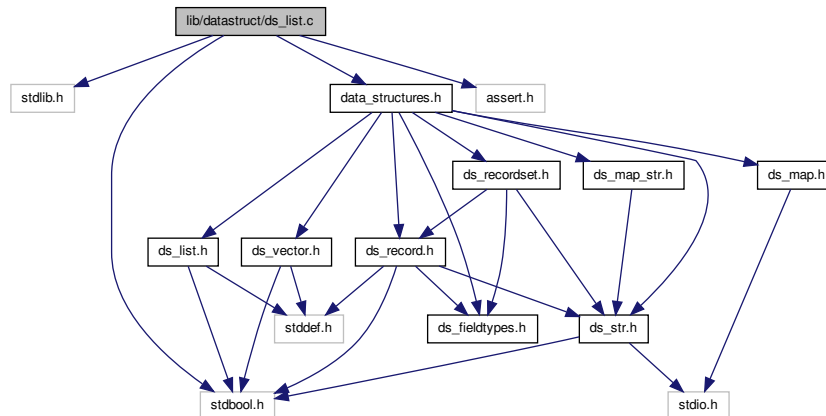 lib/datastruct/ds_list.c
stdlib.h
data_structures.h
assert.h
ds_recordset.h
ds_map_str.h
ds_map.h
ds_list.h
ds_vector.h
ds_record.h
stddef.h
ds_fieldtypes.h
ds_str.h
stdbool.h
stdio.h